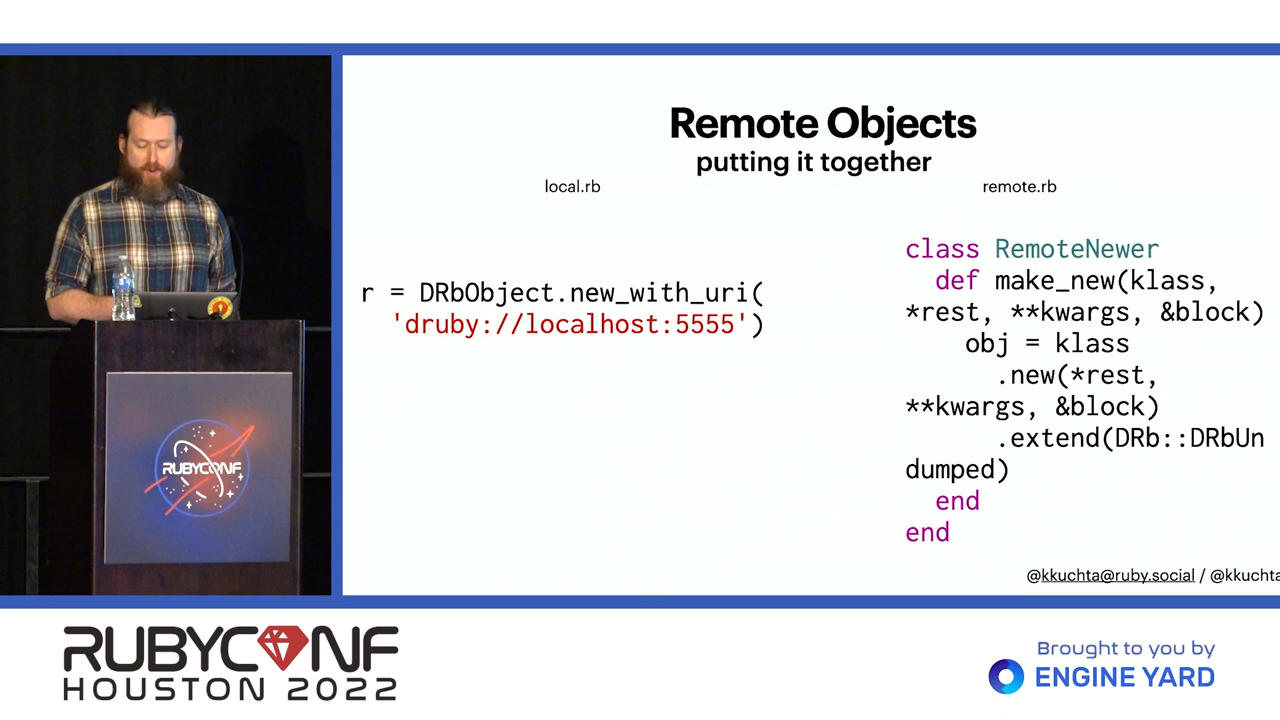 Remote Objects
putting it together
local.rb
remote.rb
r = DRbObject.new_with_uri(
'druby://localhost:5555')
class RemoteNewer
def make_new(klass,
*rest, **kwargs, &block)
obj = klass
.new(*rest,
**kwargs, &block)
.extend(DRb::DRbUn
dumped)
end
end
@kkuchta@ruby.social / @kkuchta
RUBYCONF
RUBYCONF
HOUSTON 2022
Brought to you by
ENGINE YARD